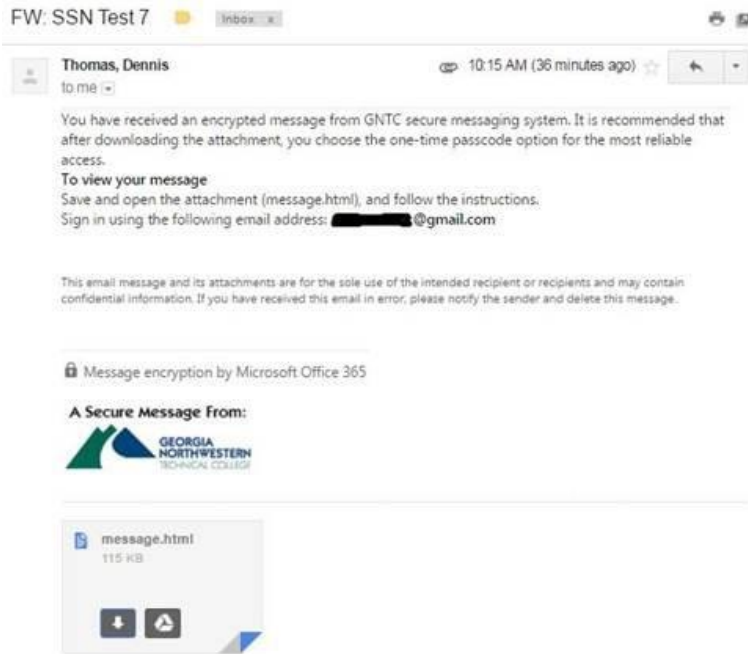 FW: SSN Test 7 Inbox x
Thomas, Dennis 10:15 AM (36 minutes ago)
to me
You have received an encrypted message from GNTC secure messaging system. It is recommended that
after downloading the attachment, you choose the one-time passcode option for the most reliable
access.
To view your message
Save and open the attachment (message.html), and follow the instructions.
Sign in using the following email address: @gmail.com
This email message and its attachments are for the sole use of the intended recipient or recipients and may contain
confidential information. If you have received this email in error, please notify the sender and delete this message.
Message encryption by Microsoft Office 365
A Secure Message From:
GEORGIA
NORTHWESTERN
TECHNICAL COLLEGE
message.html
115 KB